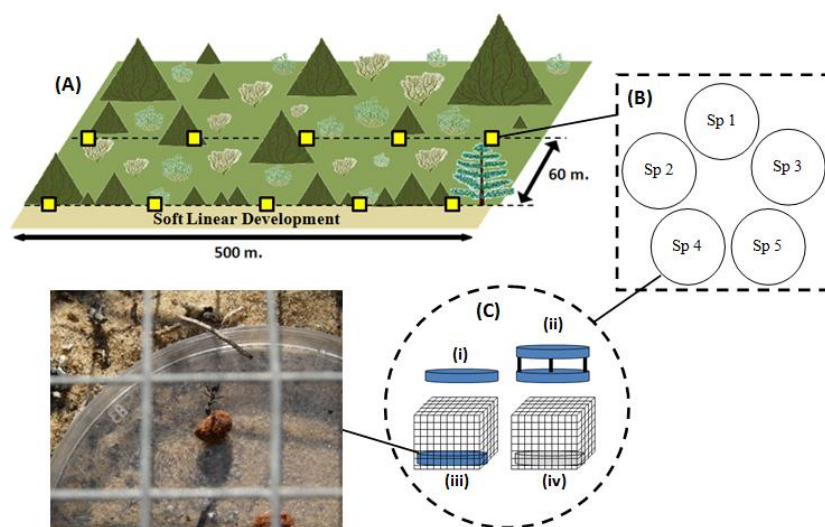 (A)
60 m.
Soft Linear Development
500 m.
(B)
Sp 1
Sp 2
Sp 3
Sp 4
Sp 5
(C)
(i)
(ii)
(iii)
(iv)